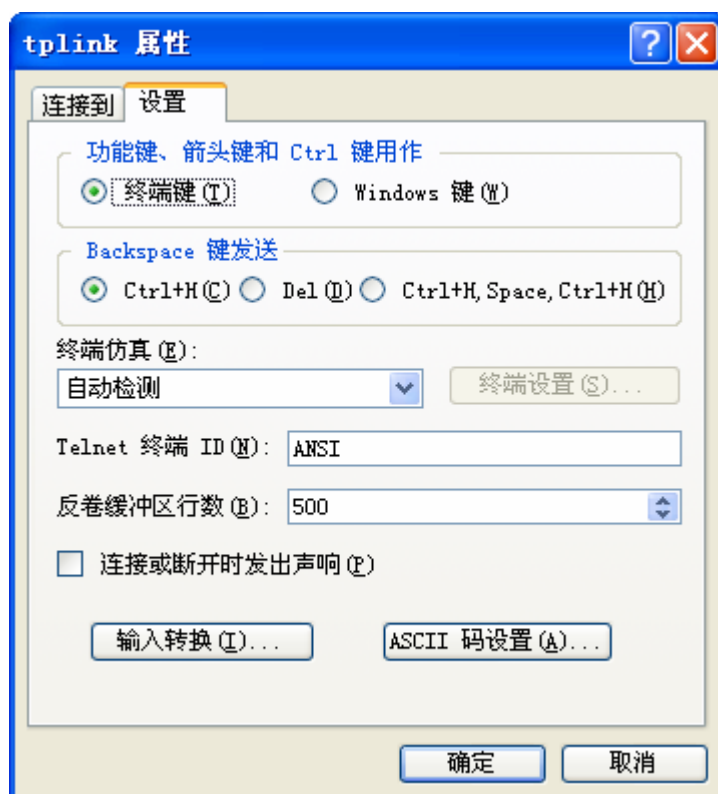 tplink 属性
连接到 设置
功能键、箭头键和 Ctrl 键用作
终端键(T) Windows 键(W)
Backspace 键发送
Ctrl+H(C) Del(D) Ctrl+H,Space,Ctrl+H(H)
终端仿真(E):
自动检测 终端设置(S)...
Telnet 终端 ID(N): ANSI
反卷缓冲区行数(B): 500
连接或断开时发出声响(P)
输入转换(I)... ASCII 码设置(A)...
确定 取消